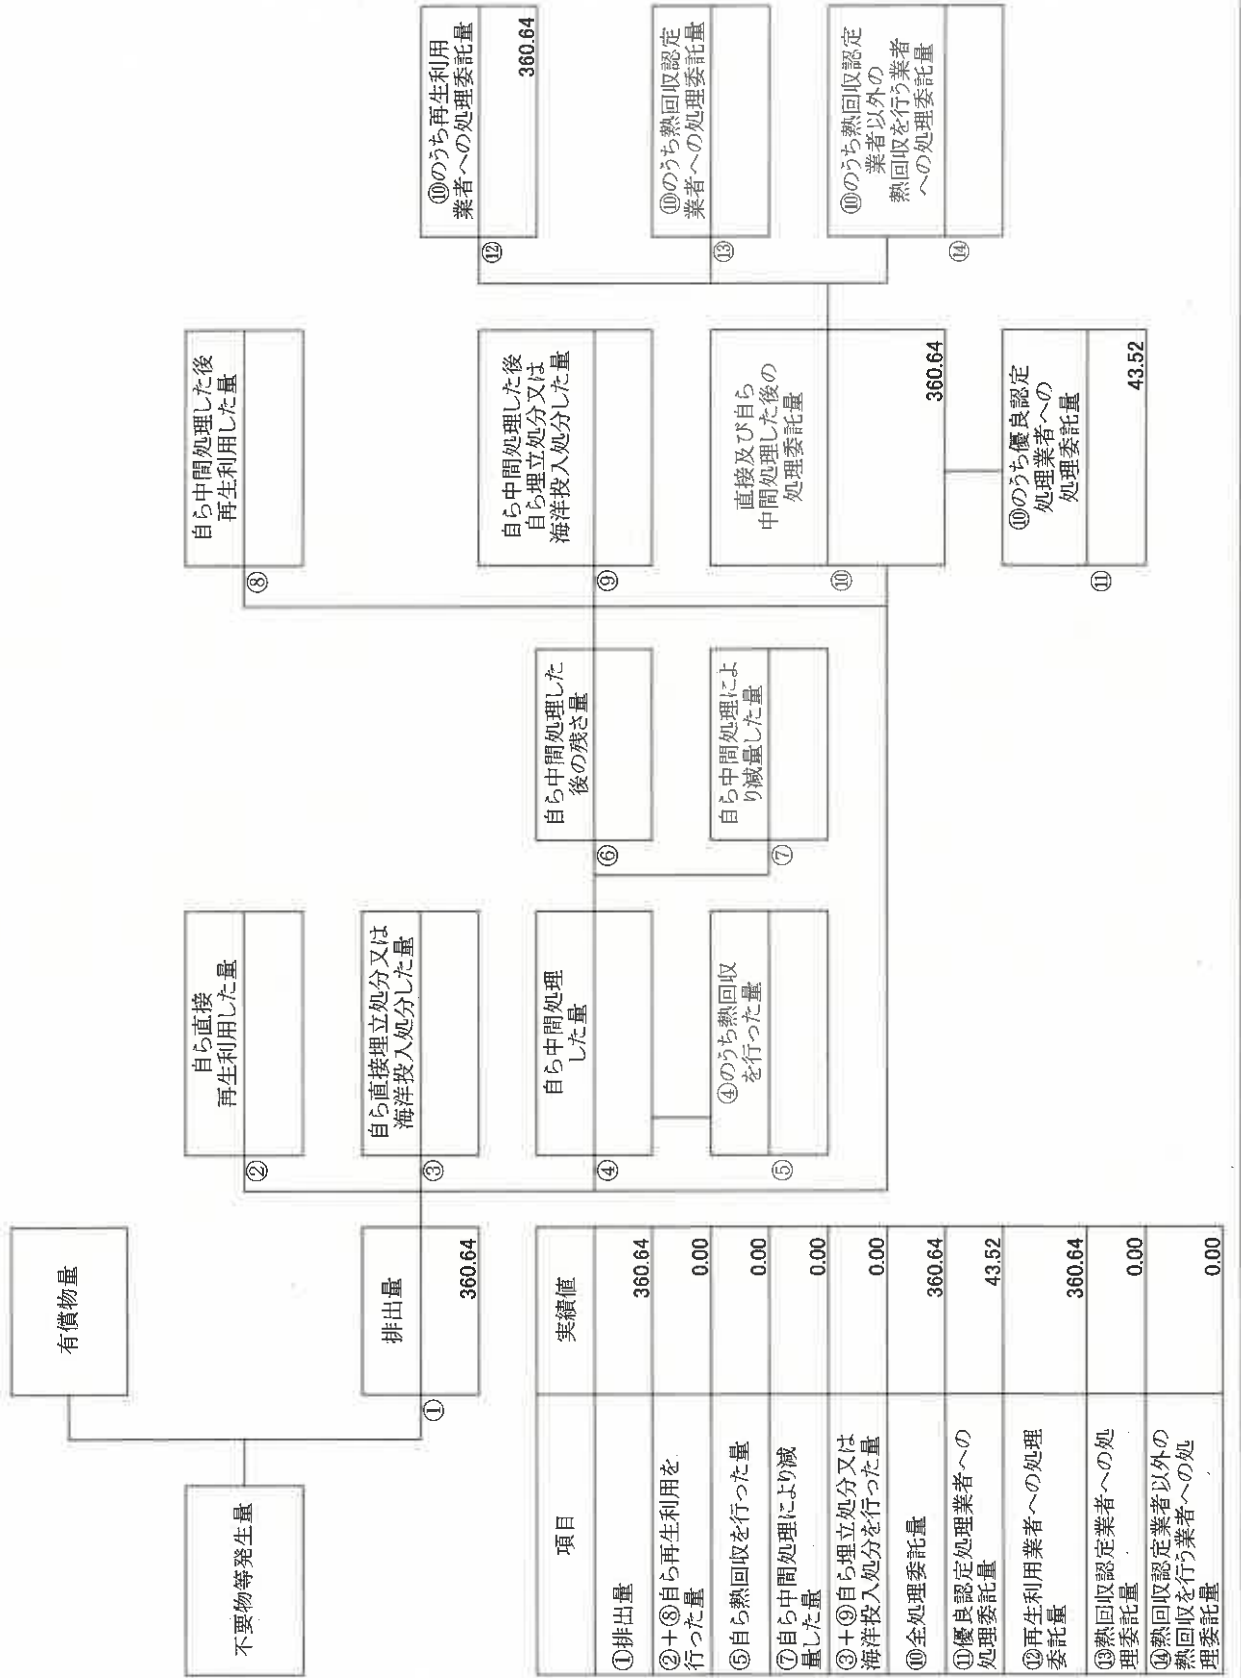 有償物量
不要物等発生量
排出量
①
360.64
自ら直接
再生利用した量
②
自ら直接埋立処分又は
海洋投入処分した量
③
自ら中間処理
した量
④
④のうち熱回収
を行った量
⑤
自ら中間処理した
後の残さ量
⑥
自ら中間処理によ
り減量した量
⑦
自ら中間処理した後
再生利用した量
⑧
自ら中間処理した後
自ら埋立処分又は
海洋投入処分した量
⑨
直接及び自ら
中間処理した後の
処理委託量
⑩
360.64
⑩のうち優良認定
処理業者への
処理委託量
⑪
43.52
⑩のうち再生利用
業者への処理委託量
⑫
360.64
⑩のうち熱回収認定
業者への処理委託量
⑬
⑩のうち熱回収認定
業者以外の
熱回収を行う業者
への処理委託量
⑭
項目 実績値
①排出量 360.64
②+⑧自ら再生利用を
行った量 0.00
⑤自ら熱回収を行った量 0.00
⑦自ら中間処理により減
量した量 0.00
③+⑨自ら埋立処分又は
海洋投入処分を行った量 0.00
⑩全処理委託量 360.64
⑪優良認定処理業者への
処理委託量 43.52
⑫再生利用業者への処理
委託量 360.64
⑬熱回収認定業者への処
理委託量 0.00
⑭熱回収認定業者以外の
熱回収を行う業者への処
理委託量 0.00